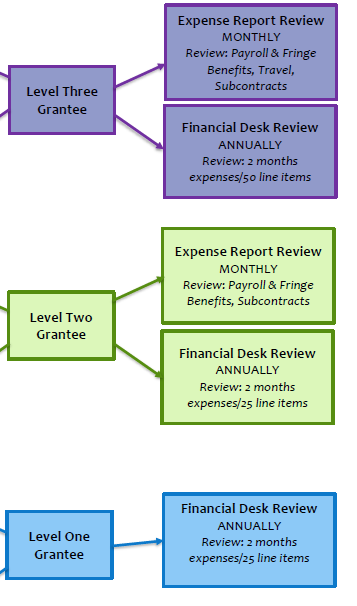 Expense Report Review
MONTHLY
Review: Payroll & Fringe
Benefits, Travel,
Subcontracts
Level Three
Grantee
Financial Desk Review
ANNUALLY
Review: 2 months
expenses/50 line items
Expense Report Review
MONTHLY
Review: Payroll & Fringe
Benefits, Subcontracts
Level Two
Grantee
Financial Desk Review
ANNUALLY
Review: 2 months
expenses/25 line items
Financial Desk Review
ANNUALLY
Review: 2 months
expenses/25 line items
Level One
Grantee